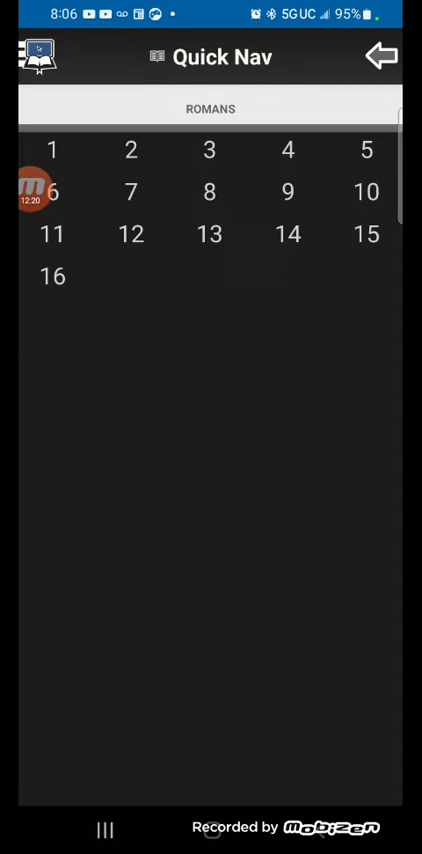 8:06 5GUC 95%
Quick Nav
ROMANS
1 2 3 4 5
6 7 8 9 10
12:20
11 12 13 14 15
16
Recorded by mobizen